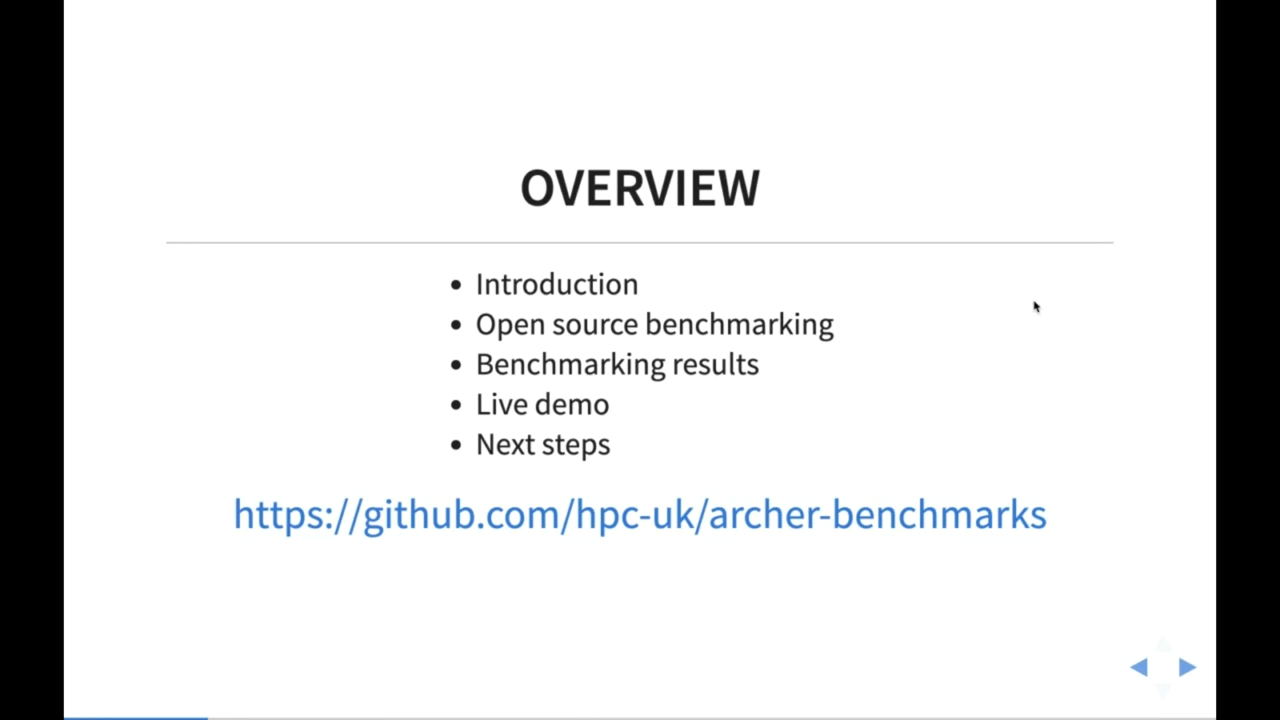 OVERVIEW
Introduction
Open source benchmarking
Benchmarking results
Live demo
Next steps
https://github.com/hpc-uk/archer-benchmarks